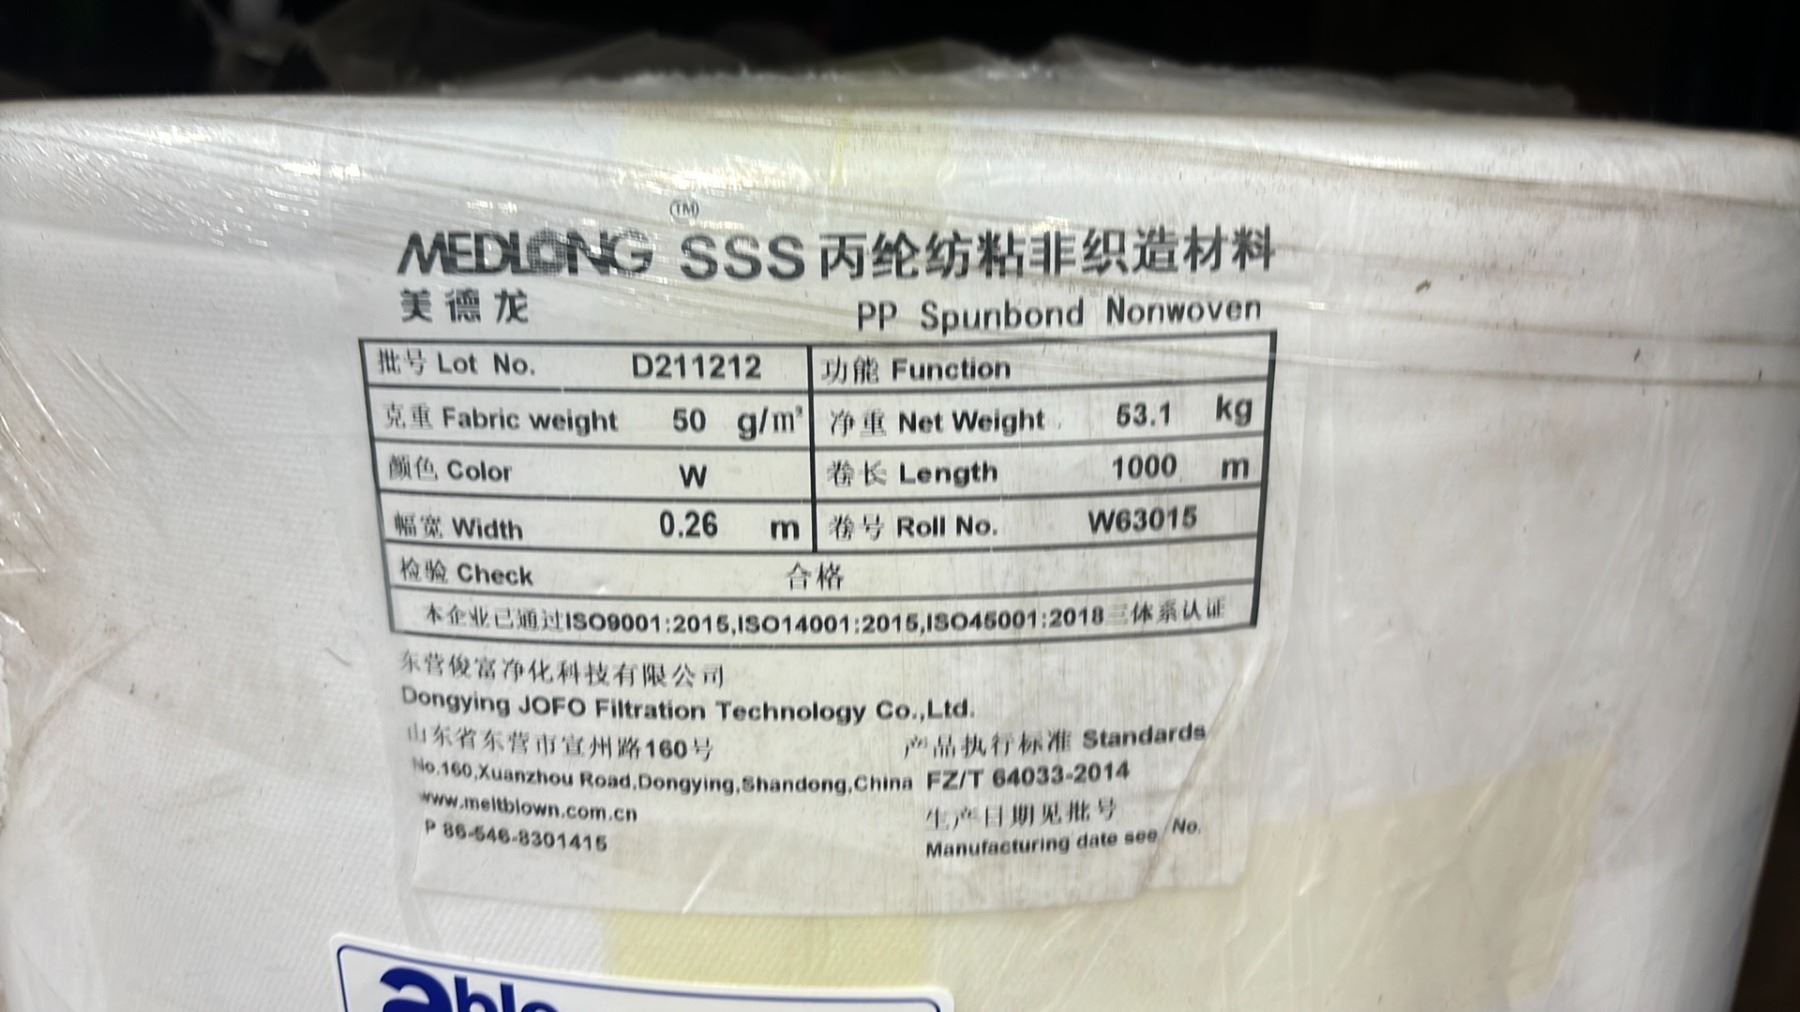 TM
MEDLONG SSS 丙纶纺粘非织造材料
美德龙 PP Spunbond Nonwoven
批号 Lot No. D211212 功能 Function
克重 Fabric weight 50 g/m² 净重 Net Weight 53.1 kg
颜色 Color W 卷长 Length 1000 m
幅宽 Width 0.26 m 卷号 Roll No. W63015
检验 Check 合格
本企业已通过ISO9001:2015,ISO14001:2015,ISO45001:2018三体系认证
东营俊富净化科技有限公司
Dongying JOFO Filtration Technology Co.,Ltd.
山东省东营市宣州路160号 产品执行标准 Standards
No.160,Xuanzhou Road,Dongying,Shandong,China FZ/T 64033-2014
www.meltblown.com.cn 生产日期见批号
P 86-546-8301415 Manufacturing date see No.